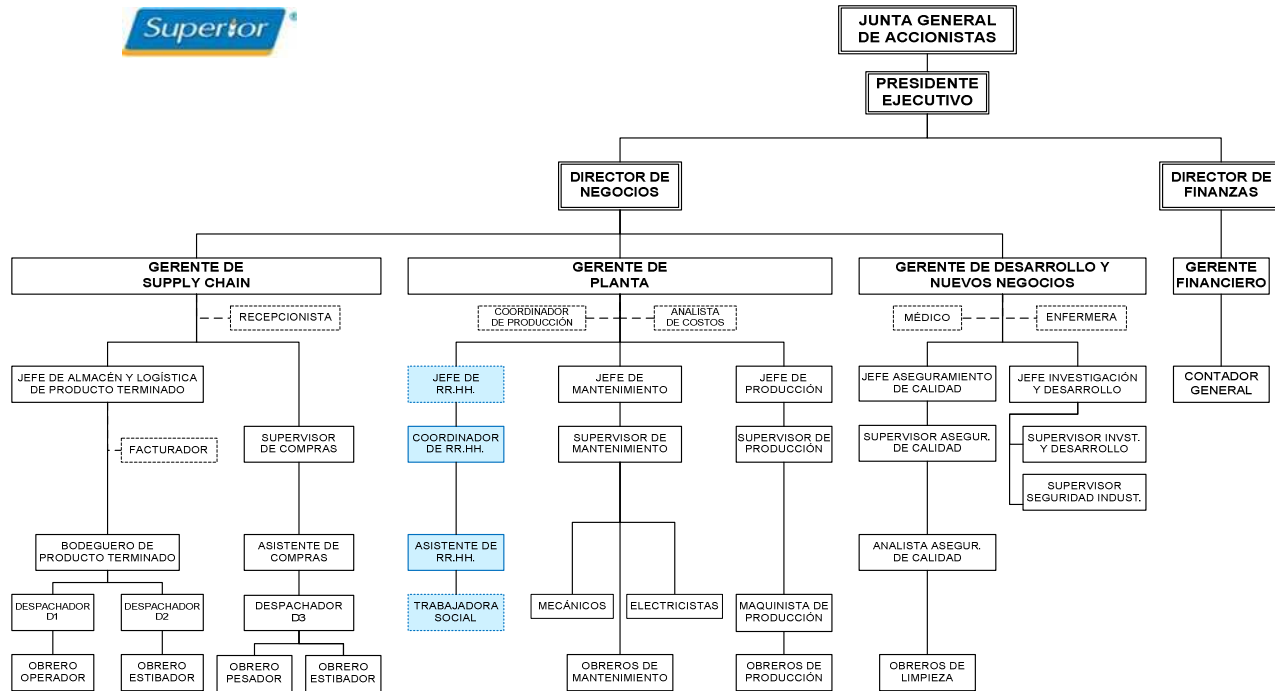 Superior
®
JUNTA GENERAL
DE ACCIONISTAS
PRESIDENTE
EJECUTIVO
DIRECTOR DE
NEGOCIOS
DIRECTOR DE
FINANZAS
GERENTE DE
SUPPLY CHAIN
GERENTE DE
PLANTA
GERENTE DE DESARROLLO Y
NUEVOS NEGOCIOS
GERENTE
FINANCIERO
RECEPCIONISTA
COORDINADOR
DE PRODUCCIÓN
ANALISTA
DE COSTOS
MÉDICO
ENFERMERA
JEFE DE ALMACÉN Y LOGÍSTICA
DE PRODUCTO TERMINADO
JEFE DE
RR.HH.
JEFE DE
MANTENIMIENTO
JEFE DE
PRODUCCIÓN
JEFE ASEGURAMIENTO
DE CALIDAD
JEFE INVESTIGACIÓN
Y DESARROLLO
CONTADOR
GENERAL
FACTURADOR
SUPERVISOR
DE COMPRAS
COORDINADOR
DE RR.HH.
SUPERVISOR DE
MANTENIMIENTO
SUPERVISOR DE
PRODUCCIÓN
SUPERVISOR ASEGUR.
DE CALIDAD
SUPERVISOR INVST.
Y DESARROLLO
SUPERVISOR
SEGURIDAD INDUST.
BODEGUERO DE
PRODUCTO TERMINADO
ASISTENTE DE
COMPRAS
ASISTENTE DE
RR.HH.
ANALISTA ASEGUR.
DE CALIDAD
DESPACHADOR
D1
DESPACHADOR
D2
DESPACHADOR
D3
TRABAJADORA
SOCIAL
MECÁNICOS
ELECTRICISTAS
MAQUINISTA DE
PRODUCCIÓN
OBRERO
OPERADOR
OBRERO
ESTIBADOR
OBRERO
PESADOR
OBRERO
ESTIBADOR
OBREROS DE
MANTENIMIENTO
OBREROS DE
PRODUCCIÓN
OBREROS DE
LIMPIEZA